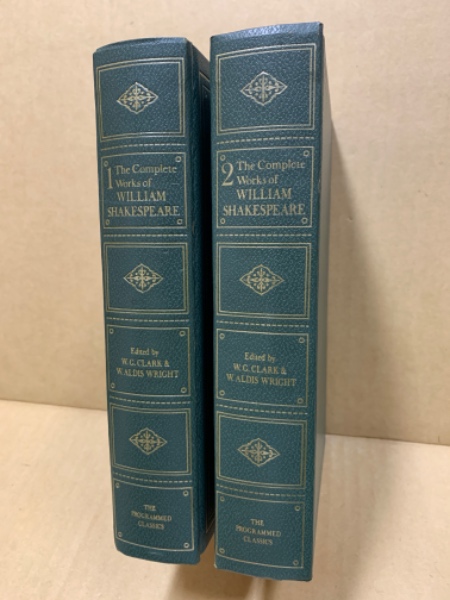 1 The Complete
Works of
WILLIAM
SHAKESPEARE
Edited by
W. G. CLARK &
W. ALDIS WRIGHT
THE
PROGRAMMED
CLASSICS
2 The Complete
Works of
WILLIAM
SHAKESPEARE
Edited by
W. G. CLARK &
W. ALDIS WRIGHT
THE
PROGRAMMED
CLASSICS